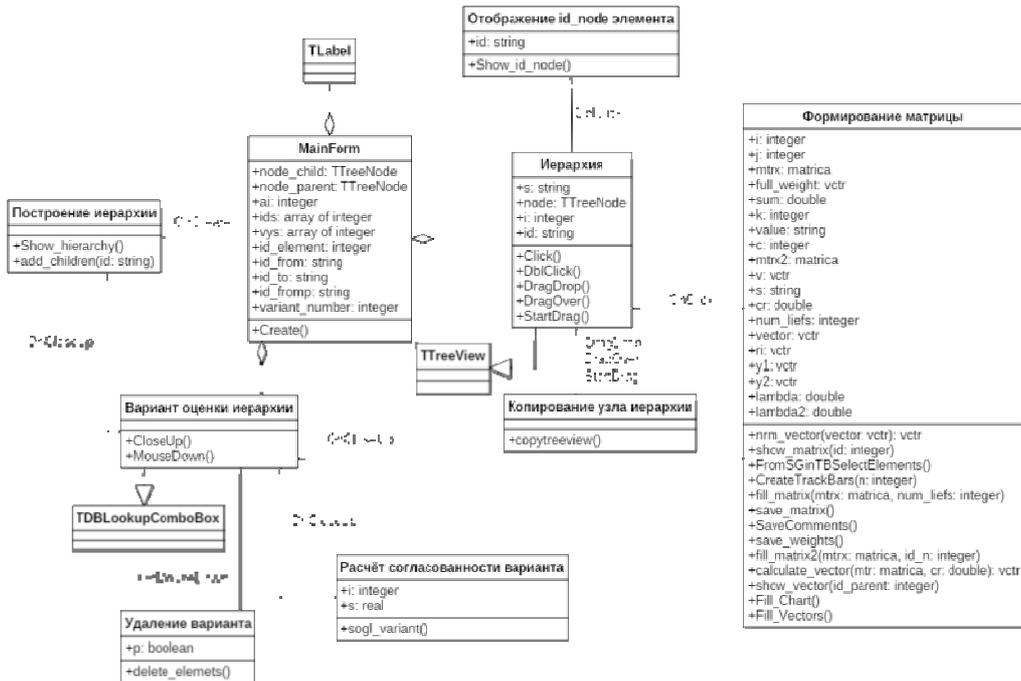 Отображение id_node элемента
+id: string
+Show_id_node()
TLabel
MainForm
+node_child: TTreeNode
+node_parent: TTreeNode
+ai: integer
+ids: array of integer
+vys: array of integer
+id_element: integer
+id_from: string
+id_to: string
+id_fromp: string
+variant_number: integer
+Create()
Построение иерархии
+Show_hierarchy()
+add_children(id: string)
Иерархия
+s: string
+node: TTreeNode
+i: integer
+id: string
+Click()
+DblClick()
+DragDrop()
+DragOver()
+StartDrag()
TTreeView
Копирование узла иерархии
+copytreeview()
Вариант оценки иерархии
+CloseUp()
+MouseDown()
TDBLookupComboBox
Удаление варианта
+p: boolean
+delete_elemets()
Расчёт согласованности варианта
+i: integer
+s: real
+sogl_variant()
Формирование матрицы
+i: integer
+j: integer
+mtrx: matrica
+full_weight: vctr
+sum: double
+k: integer
+value: string
+c: integer
+mtrx2: matrica
+v: vctr
+s: string
+cr: double
+num_liefs: integer
+vector: vctr
+ri: vctr
+y1: vctr
+y2: vctr
+lambda: double
+lambda2: double
+nrm_vector(vector: vctr): vctr
+show_matrix(id: integer)
+FromSGinTBSelectElements()
+CreateTrackBars(n: integer)
+fill_matrix(mtrx: matrica, num_liefs: integer)
+save_matrix()
+SaveComments()
+save_weights()
+fill_matrix2(mtrx: matrica, id_n: integer)
+calculate_vector(mtr: matrica, cr: double): vctr
+show_vector(id_parent: integer)
+Fill_Chart()
+Fill_Vectors()